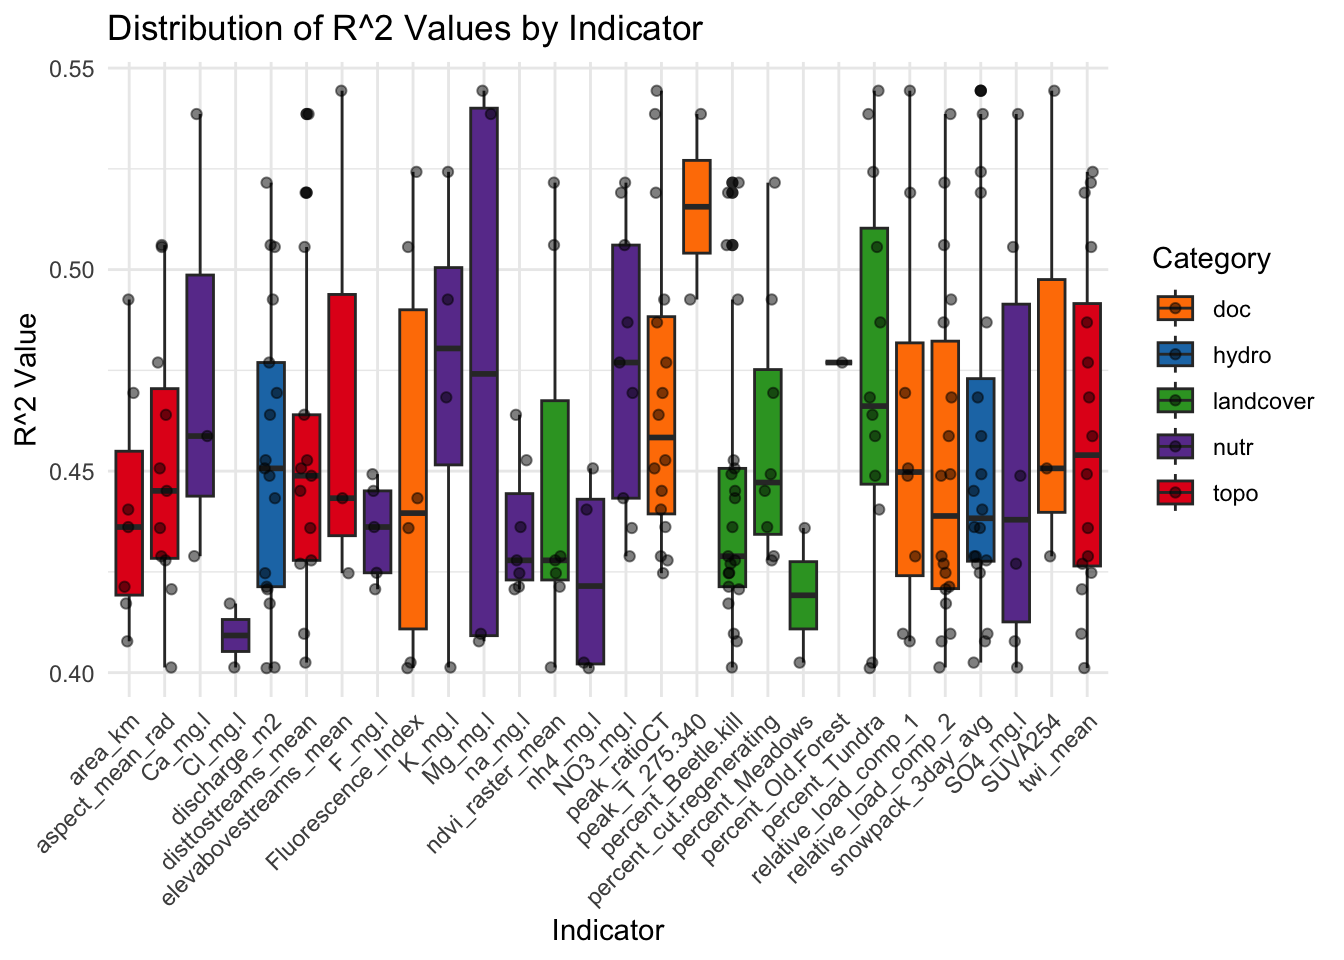 Distribution of R^2 Values by Indicator
R^2 Value
0.55
0.50
0.45
0.40
area_km
aspect_mean_rad
Ca_mg.l
Cl_mg.l
discharge_m2
disttostreams_mean
elevabovestreams_mean
F_mg.l
Fluorescence_Index
K_mg.l
Mg_mg.l
na_mg.l
ndvi_raster_mean
nh4_mg.l
NO3_mg.l
peak_ratioCT
peak_T_275.340
percent_Beetle.kill
percent_cut.regenerating
percent_Meadows
percent_Old.Forest
percent_Tundra
relative_load_comp_1
relative_load_comp_2
snowpack_3day_avg
SO4_mg.l
SUVA254
twi_mean
Indicator
Category
doc
hydro
landcover
nutr
topo